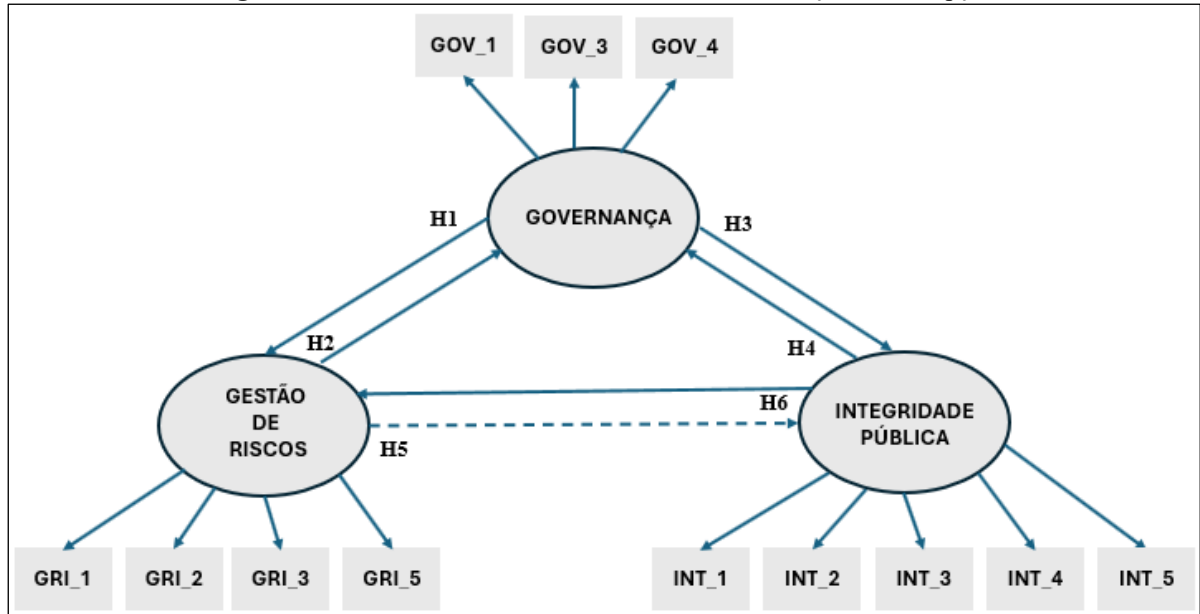 GOV_1 GOV_3 GOV_4
GOVERNANÇA
H1
H3
H2
H4
GESTÃO
DE
RISCOS
H6
H5
INTEGRIDADE
PÚBLICA
GRI_1 GRI_2 GRI_3 GRI_5
INT_1 INT_2 INT_3 INT_4 INT_5